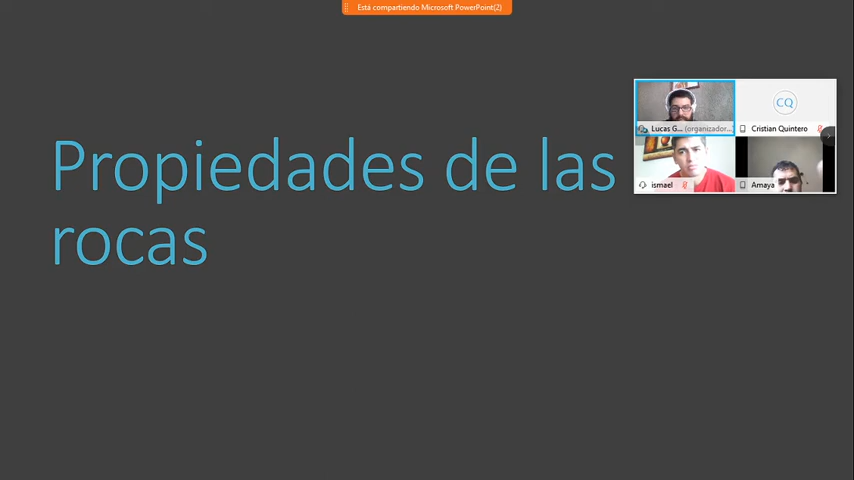 Está compartiendo Microsoft PowerPoint(2)
Propiedades de las
rocas
CQ
Lucas G... (organizador...)
Cristian Quintero
ismael
Amaya